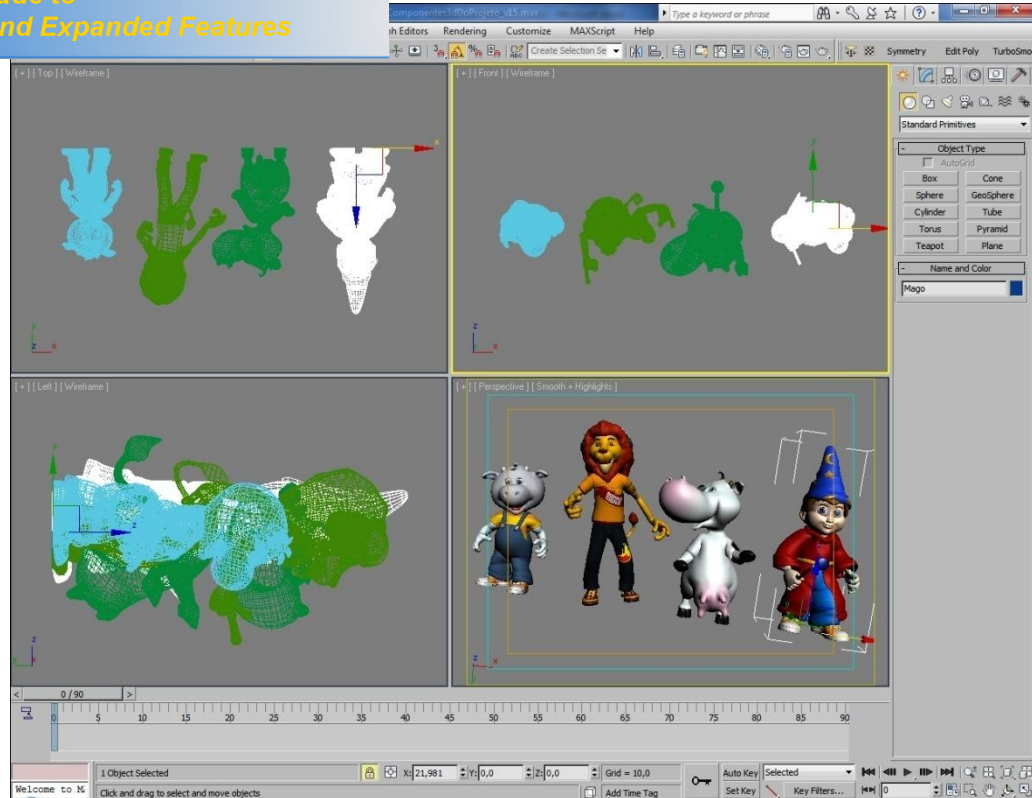 nd Expanded Features
Componentes3dDoProjeto_v15.max
Type a keyword or phrase
ph Editors Rendering Customize MAXScript Help
Create Selection Se
Symmetry Edit Poly TurboSmo
[ + ] [ Top ] [ Wireframe ]
[ + ] [ Front ] [ Wireframe ]
Standard Primitives
- Object Type
AutoGrid
Box Cone
Sphere GeoSphere
Cylinder Tube
Torus Pyramid
Teapot Plane
- Name and Color
Mago
[ + ] [ Left ] [ Wireframe ]
[ + ] [ Perspective ] [ Smooth + Highlights ]
< 0 / 90 >
0 5 10 15 20 25 30 35 40 45 50 55 60 65 70 75 80 85 90
1 Object Selected X: 21,981 Y: 0,0 Z: 0,0 Grid = 10,0 Auto Key Selected
Welcome to M Click and drag to select and move objects Add Time Tag Set Key Key Filters... 0